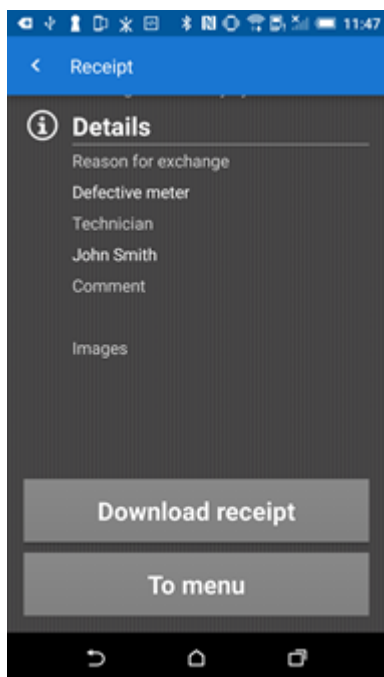 11:47
Receipt
Details
Reason for exchange
Defective meter
Technician
John Smith
Comment
Images
Download receipt
To menu